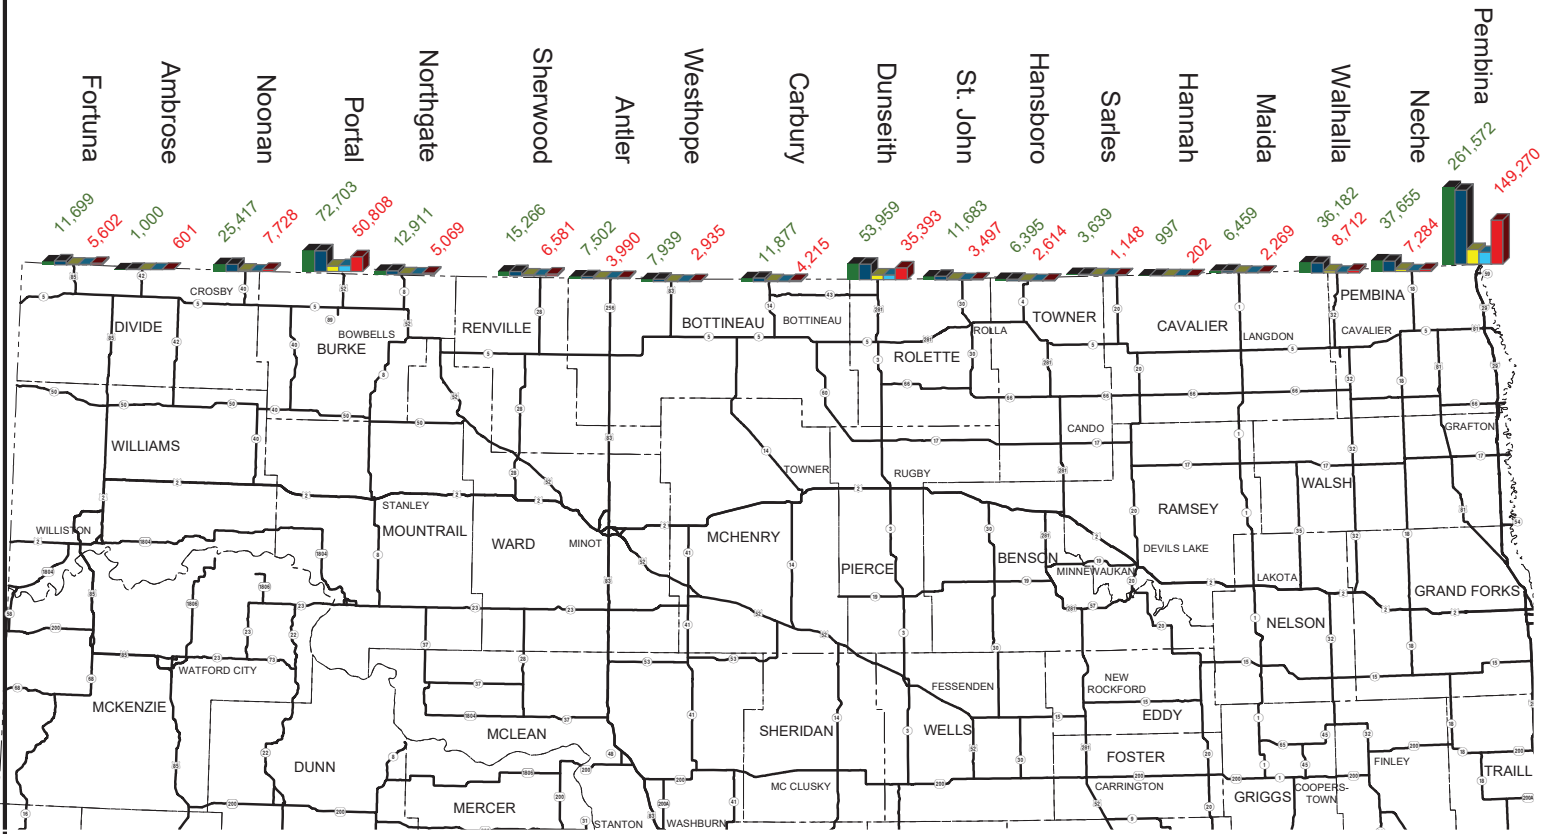 Fortuna
Ambrose
Noonan
Portal
Northgate
Sherwood
Antler
Westhope
Carbury
Dunseith
St. John
Hansboro
Sarles
Hannah
Maida
Walhalla
Neche
Pembina
11,699
5,602
1,000
601
25,417
7,728
72,703
50,808
12,911
5,069
15,266
6,581
7,502
3,990
7,939
2,935
11,877
4,215
53,959
35,393
11,683
3,497
6,395
2,614
3,639
1,148
997
202
6,459
2,269
36,182
8,712
37,655
7,284
261,572
149,270
CROSBY
DIVIDE
BOWBELLS
BURKE
RENVILLE
BOTTINEAU
BOTTINEAU
ROLETTE
ROLLA
TOWNER
CAVALIER
LANGDON
PEMBINA
CAVALIER
WILLIAMS
CANDO
GRAFTON
TOWNER
RUGBY
WALSH
STANLEY
MOUNTRAIL
WILLISTON
WARD
MINOT
MCHENRY
PIERCE
BENSON
MINNEWAUKAN
RAMSEY
DEVILS LAKE
LAKOTA
NELSON
GRAND FORKS
WATFORD CITY
MCKENZIE
DUNN
MCLEAN
MERCER
STANTON
WASHBURN
SHERIDAN
MC CLUSKY
FESSENDEN
WELLS
NEW
ROCKFORD
EDDY
FOSTER
CARRINGTON
GRIGGS
COOPERS-
TOWN
FINLEY
TRAILL